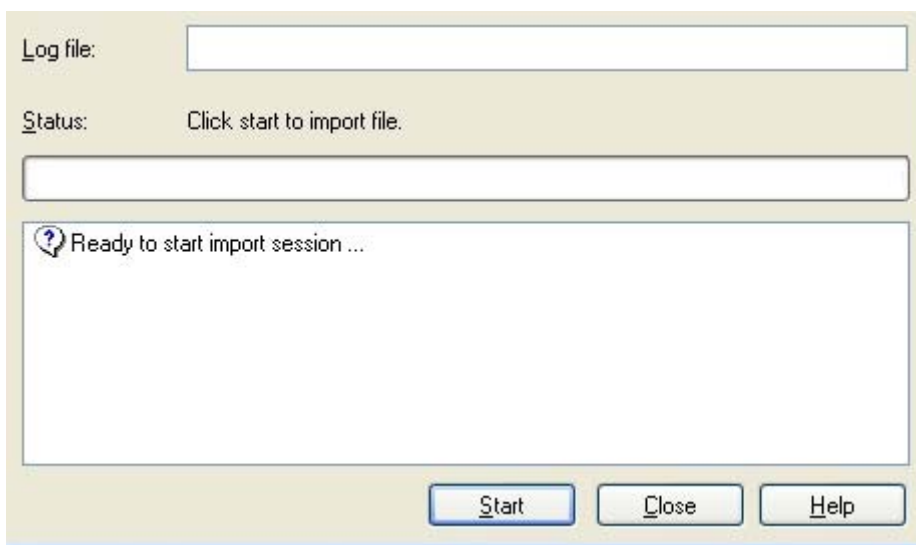 Log file:
Status: Click start to import file.
Ready to start import session ...
Start Close Help